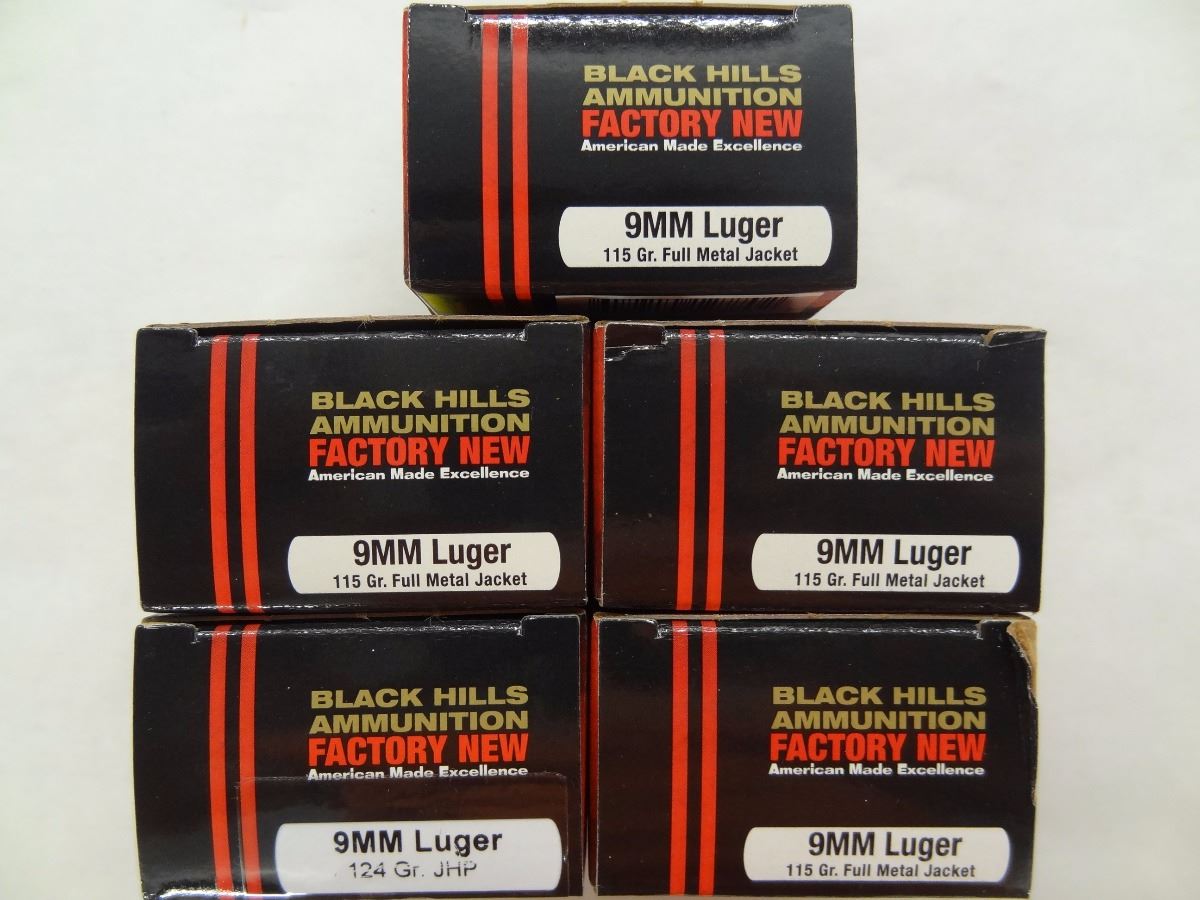 BLACK HILLS
AMMUNITION
FACTORY NEW
American Made Excellence
9MM Luger
115 Gr. Full Metal Jacket
BLACK HILLS
AMMUNITION
FACTORY NEW
American Made Excellence
9MM Luger
115 Gr. Full Metal Jacket
BLACK HILLS
AMMUNITION
FACTORY NEW
American Made Excellence
9MM Luger
115 Gr. Full Metal Jacket
BLACK HILLS
AMMUNITION
FACTORY NEW
American Made Excellence
9MM Luger
124 Gr. JHP
BLACK HILLS
AMMUNITION
FACTORY NEW
American Made Excellence
9MM Luger
115 Gr. Full Metal Jacket